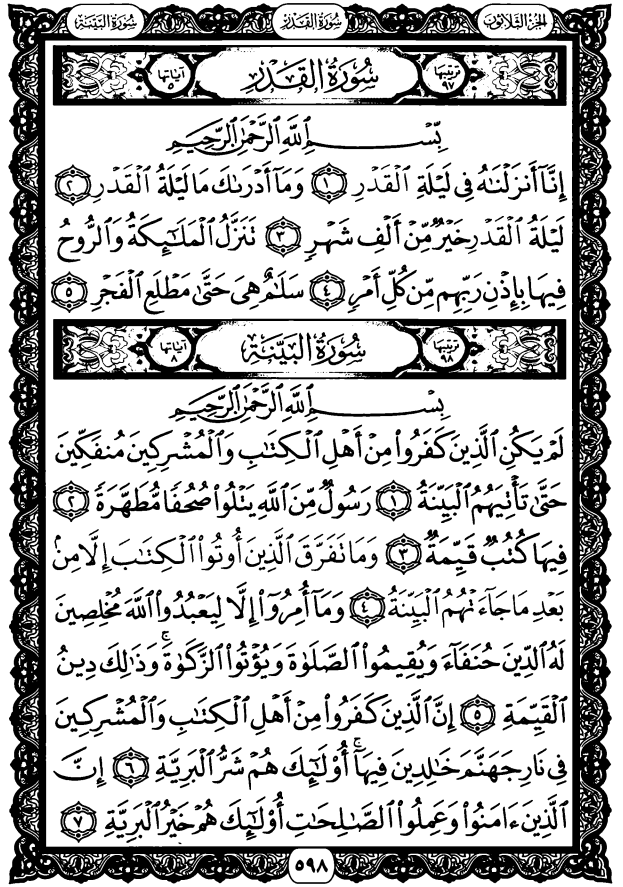 الجزء الثلاثون سورة القدر سورة البينة
ترتيبها ٩٧ سُورَةُ القَدْرِ آياتها ٥
بِّسْمِ ٱللَّهِ ٱلرَّحْمَٰنِ ٱلرَّحِيمِ
إِنَّآ أَنزَلْنَٰهُ فِى لَيْلَةِ ٱلْقَدْرِ ١ وَمَآ أَدْرَىٰكَ مَا لَيْلَةُ ٱلْقَدْرِ ٢
لَيْلَةُ ٱلْقَدْرِ خَيْرٌ مِّنْ أَلْفِ شَهْرٍ ٣ تَنَزَّلُ ٱلْمَلَٰٓئِكَةُ وَٱلرُّوحُ
فِيهَا بِإِذْنِ رَبِّهِم مِّن كُلِّ أَمْرٍ ٤ سَلَٰمٌ هِىَ حَتَّىٰ مَطْلَعِ ٱلْفَجْرِ ٥
ترتيبها ٩٨ سُورَةُ البَيِّنَةِ آياتها ٨
بِسْمِ ٱللَّهِ ٱلرَّحْمَٰنِ ٱلرَّحِيمِ
لَمْ يَكُنِ ٱلَّذِينَ كَفَرُوا۟ مِنْ أَهْلِ ٱلْكِتَٰبِ وَٱلْمُشْرِكِينَ مُنفَكِّينَ
حَتَّىٰ تَأْتِيَهُمُ ٱلْبَيِّنَةُ ١ رَسُولٌ مِّنَ ٱللَّهِ يَتْلُوا۟ صُحُفًا مُّطَهَّرَةً ٢
فِيهَا كُتُبٌ قَيِّمَةٌ ٣ وَمَا تَفَرَّقَ ٱلَّذِينَ أُوتُوا۟ ٱلْكِتَٰبَ إِلَّا مِنۢ
بَعْدِ مَا جَآءَتْهُمُ ٱلْبَيِّنَةُ ٤ وَمَآ أُمِرُوٓا۟ إِلَّا لِيَعْبُدُوا۟ ٱللَّهَ مُخْلِصِينَ
لَهُ ٱلدِّينَ حُنَفَآءَ وَيُقِيمُوا۟ ٱلصَّلَوٰةَ وَيُؤْتُوا۟ ٱلزَّكَوٰةَ ۚ وَذَٰلِكَ دِينُ
ٱلْقَيِّمَةِ ٥ إِنَّ ٱلَّذِينَ كَفَرُوا۟ مِنْ أَهْلِ ٱلْكِتَٰبِ وَٱلْمُشْرِكِينَ
فِى نَارِ جَهَنَّمَ خَٰلِدِينَ فِيهَآ ۚ أُو۟لَٰٓئِكَ هُمْ شَرُّ ٱلْبَرِيَّةِ ٦ إِنَّ
ٱلَّذِينَ ءَامَنُوا۟ وَعَمِلُوا۟ ٱلصَّٰلِحَٰتِ أُو۟لَٰٓئِكَ هُمْ خَيْرُ ٱلْبَرِيَّةِ ٧
٥٩٨